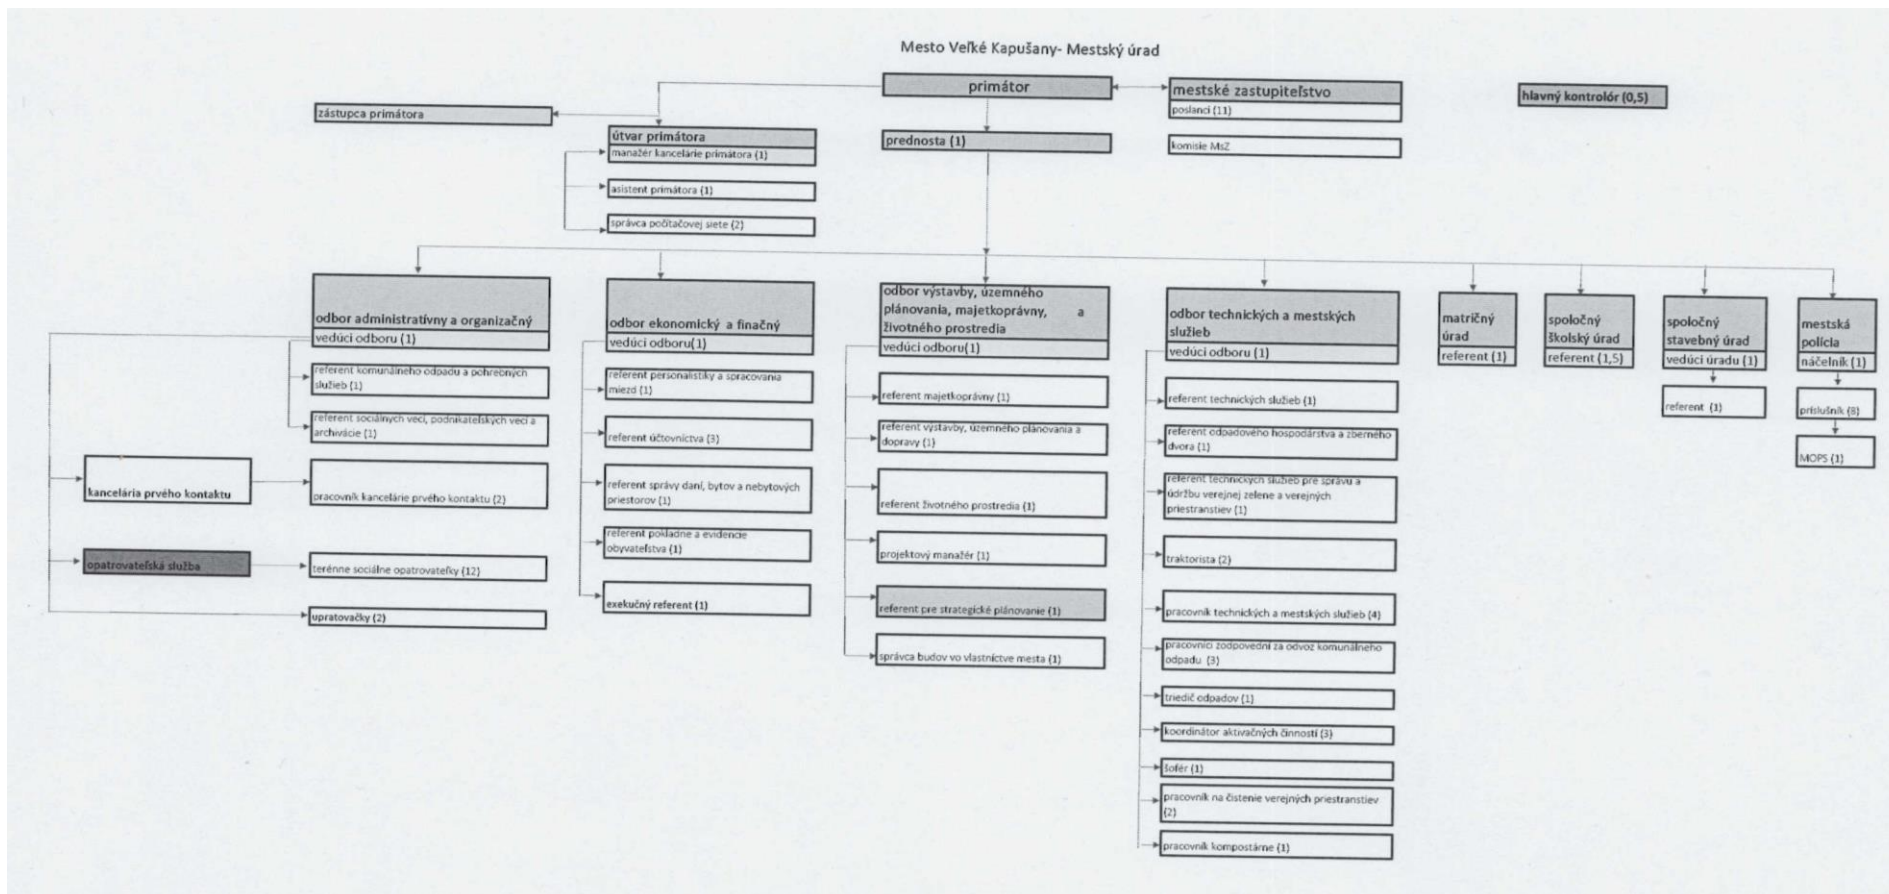 Mesto Veľké Kapušany- Mestský úrad
primátor
mestské zastupiteľstvo
poslanci (11)
komisie MsZ
hlavný kontrolór (0,5)
zástupca primátora
útvar primátora
manažér kancelárie primátora (1)
asistent primátora (1)
správca počítačovej siete (2)
prednosta (1)
odbor administratívny a organizačný
vedúci odboru (1)
referent komunálneho odpadu a pohrebných
služieb (1)
referent sociálnych vecí, podnikateľských vecí a
archivácie (1)
kancelária prvého kontaktu
pracovník kancelárie prvého kontaktu (2)
opatrovateľská služba
terénne sociálne opatrovateľky (12)
upratovačky (2)
odbor ekonomický a finačný
vedúci odboru(1)
referent personalistiky a spracovania
miezd (1)
referent účtovníctva (3)
referent správy daní, bytov a nebytových
priestorov (1)
referent pokladne a evidencie
obyvateľstva (1)
exekučný referent (1)
odbor výstavby, územného
plánovania, majetkoprávny, a
životného prostredia
vedúci odboru(1)
referent majetkoprávny (1)
referent výstavby, územného plánovania a
dopravy (1)
referent životného prostredia (1)
projektový manažér (1)
referent pre strategické plánovanie (1)
správca budov vo vlastníctve mesta (1)
odbor technických a mestských
služieb
vedúci odboru (1)
referent technických služieb (1)
referent odpadového hospodárstva a zberného
dvora (1)
referent technických služieb pre správu a
údržbu verejnej zelene a verejných
priestranstiev (1)
traktorista (2)
pracovník technických a mestských služieb (4)
pracovníci zodpovední za odvoz komunálneho
odpadu (3)
triedič odpadov (1)
koordinátor aktivačných činností (3)
šofér (1)
pracovník na čistenie verejných priestranstiev
(2)
pracovník kompostárne (1)
matričný
úrad
referent (1)
spoločný
školský úrad
referent (1,5)
spoločný
stavebný úrad
vedúci úradu (1)
referent (1)
mestská
polícia
náčelník (1)
príslušník (8)
MOPS (1)